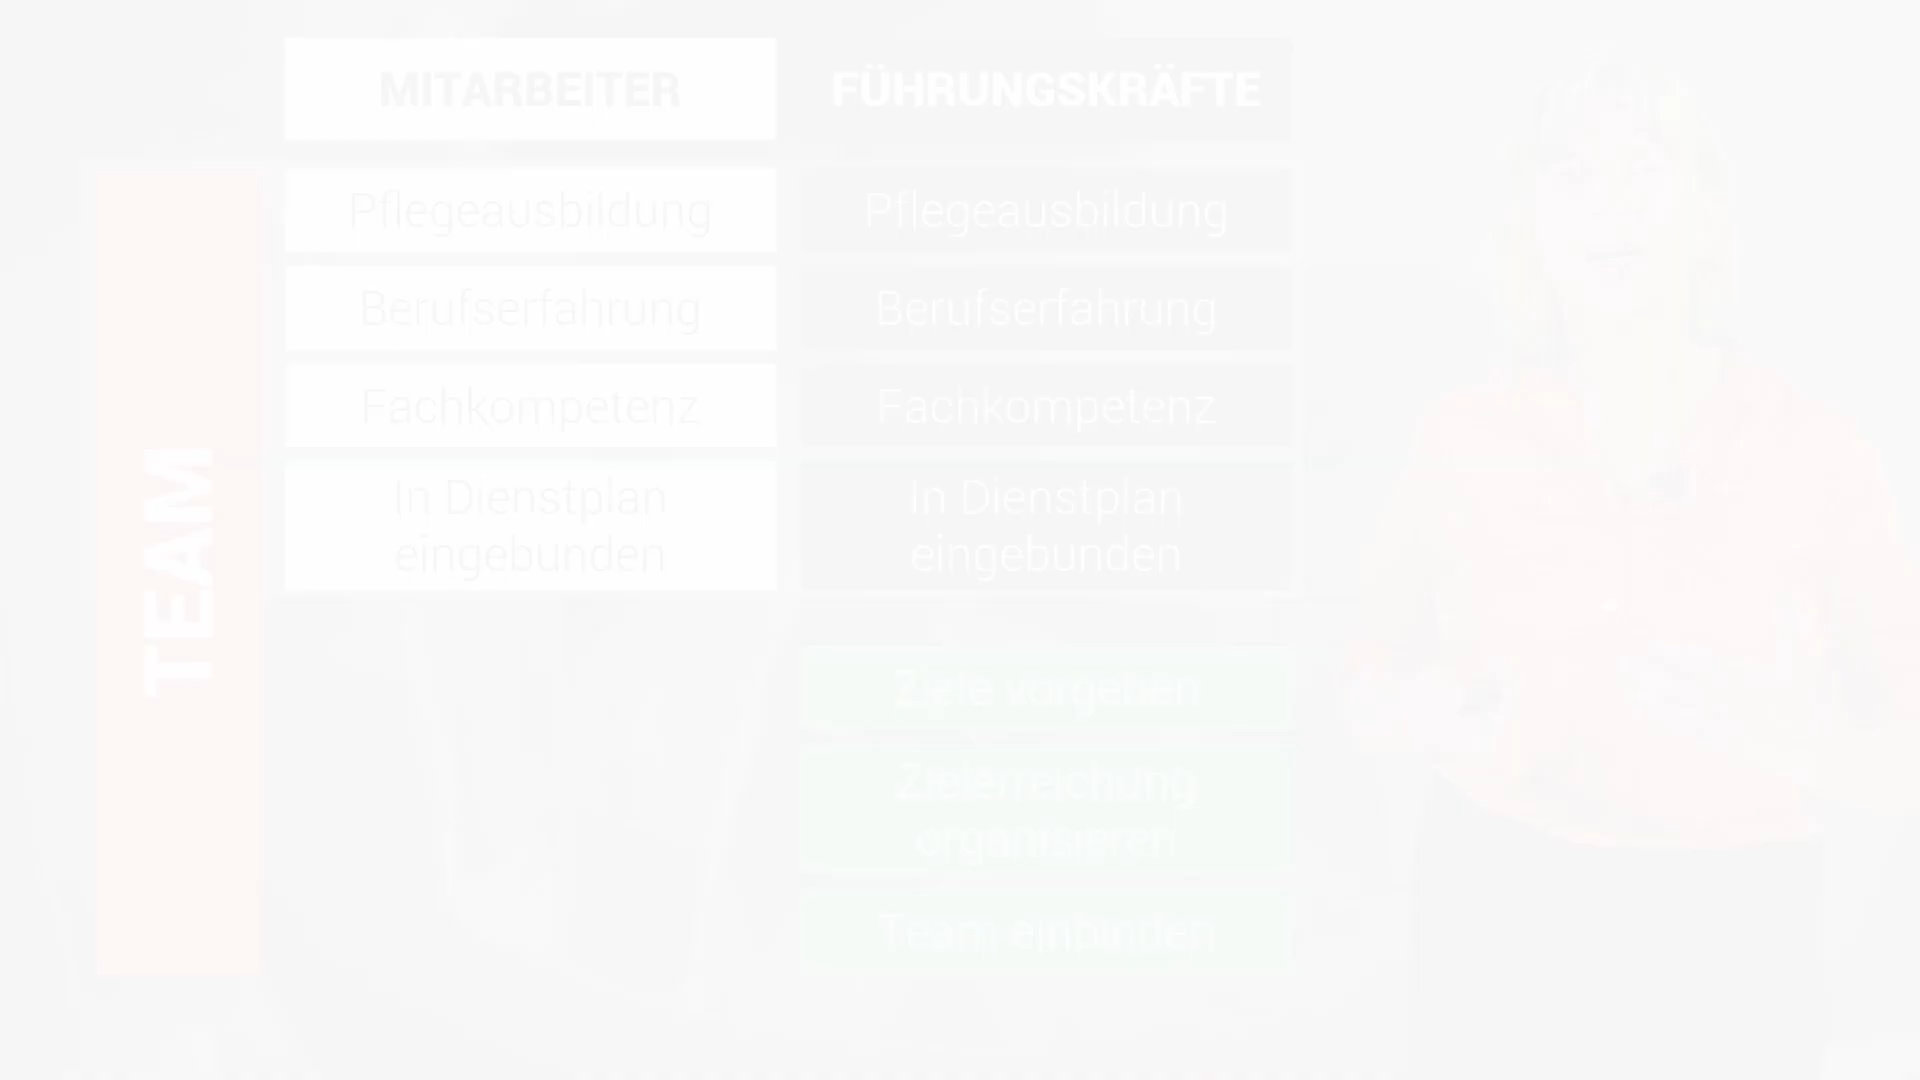 MITARBEITER
FÜHRUNGSKRÄFTE
TEAM
Pflegeausbildung
Pflegeausbildung
Berufserfahrung
Berufserfahrung
Fachkompetenz
Fachkompetenz
In Dienstplan
eingebunden
In Dienstplan
eingebunden
Ziele vorgeben
Zielerreichung
organisieren
Team einbinden